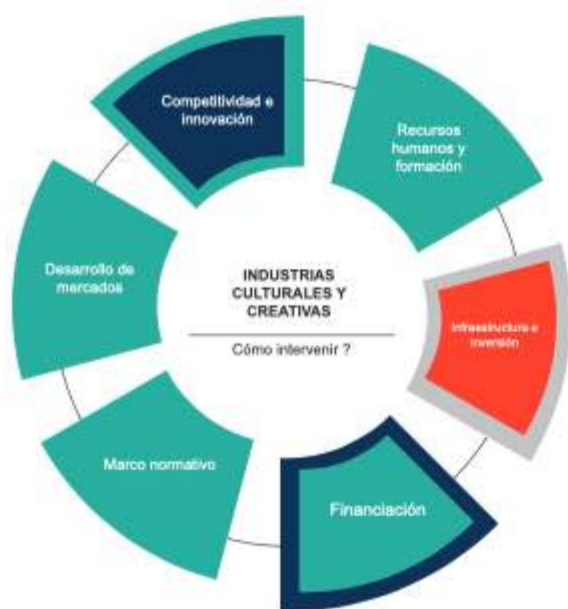 Competitividad e
innovación
Recursos
humanos y
formación
Infraestructura e
inversión
Financiación
Marco normativo
Desarrollo de
mercados
INDUSTRIAS
CULTURALES Y
CREATIVAS
Cómo intervenir ?